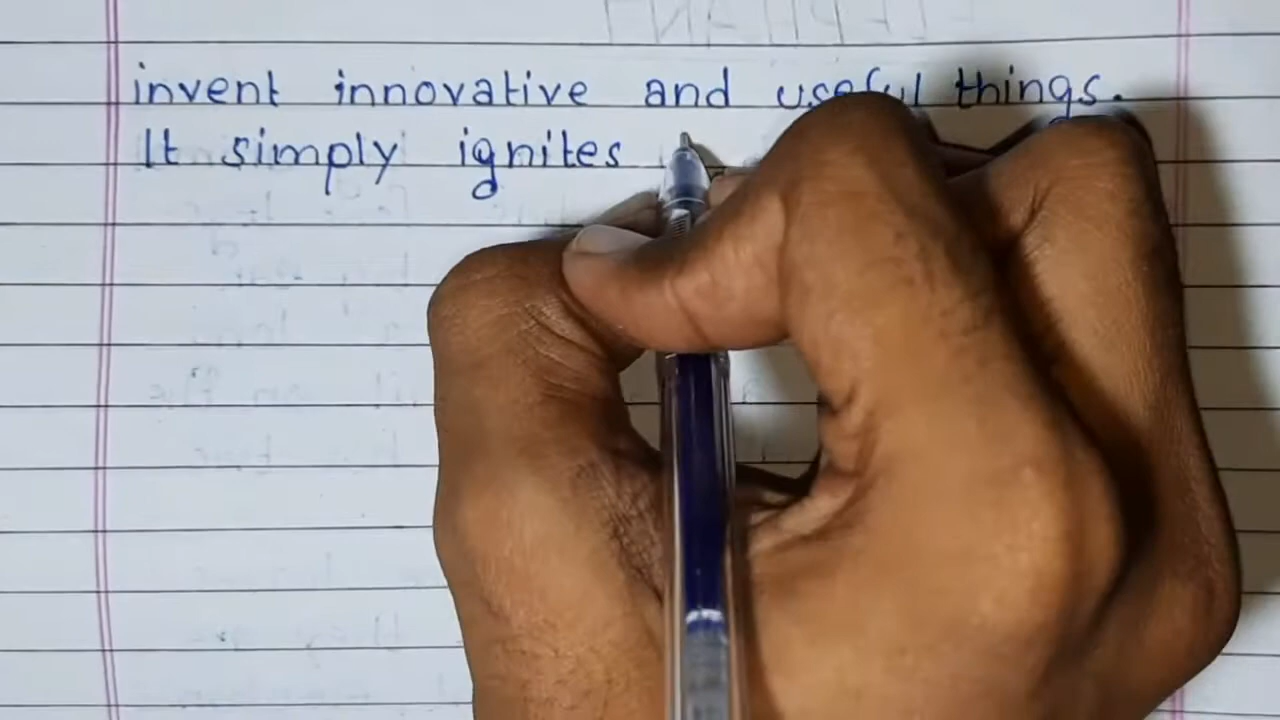 invent innovative and useful things.
It simply ignites